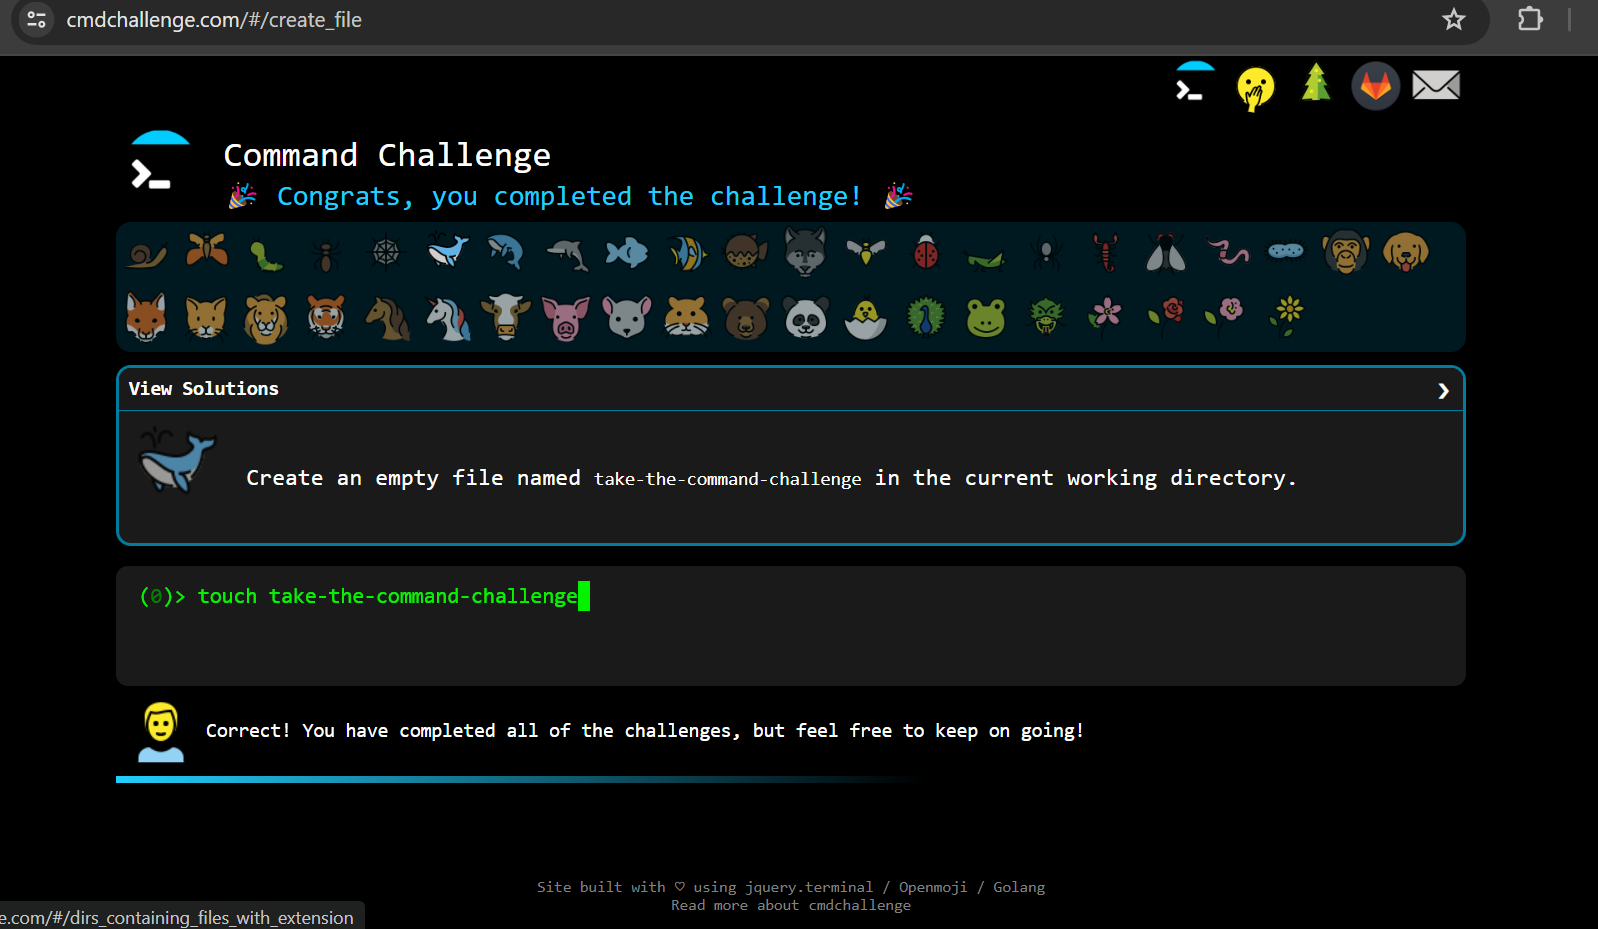 cmdchallenge.com/#/create_file
Command Challenge
🎉 Congrats, you completed the challenge! 🎉
View Solutions
Create an empty file named take-the-command-challenge in the current working directory.
(0)> touch take-the-command-challenge
Correct! You have completed all of the challenges, but feel free to keep on going!
Site built with ♡ using jquery.terminal / Openmoji / Golang
Read more about cmdchallenge
e.com/#/dirs_containing_files_with_extension